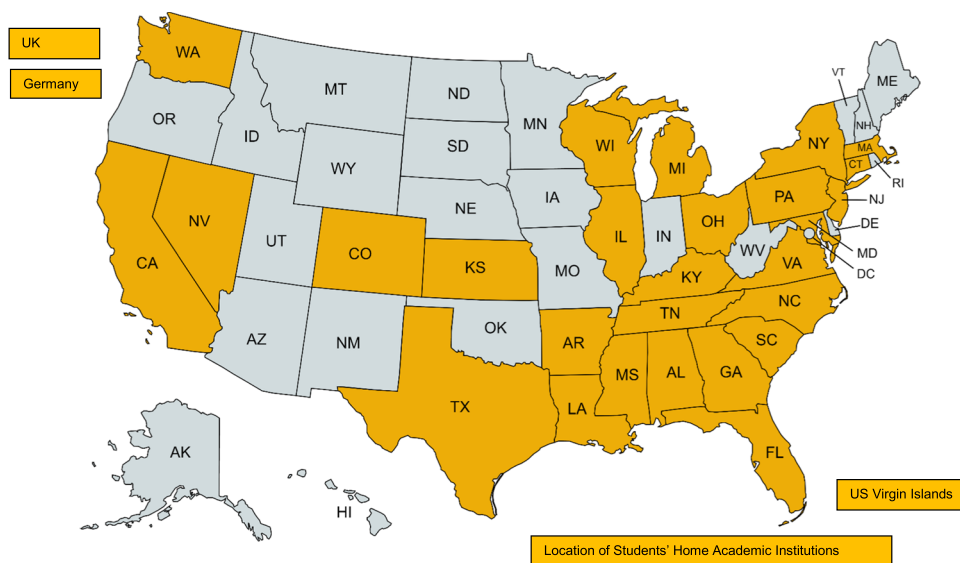 UK
Germany
WA
OR
CA
NV
ID
MT
WY
UT
AZ
CO
NM
ND
SD
NE
KS
OK
TX
MN
IA
MO
AR
LA
WI
IL
MI
IN
OH
KY
TN
MS
AL
GA
FL
SC
NC
VA
WV
PA
NY
VT
NH
ME
MA
CT
RI
NJ
DE
MD
DC
AK
HI
US Virgin Islands
Location of Students' Home Academic Institutions